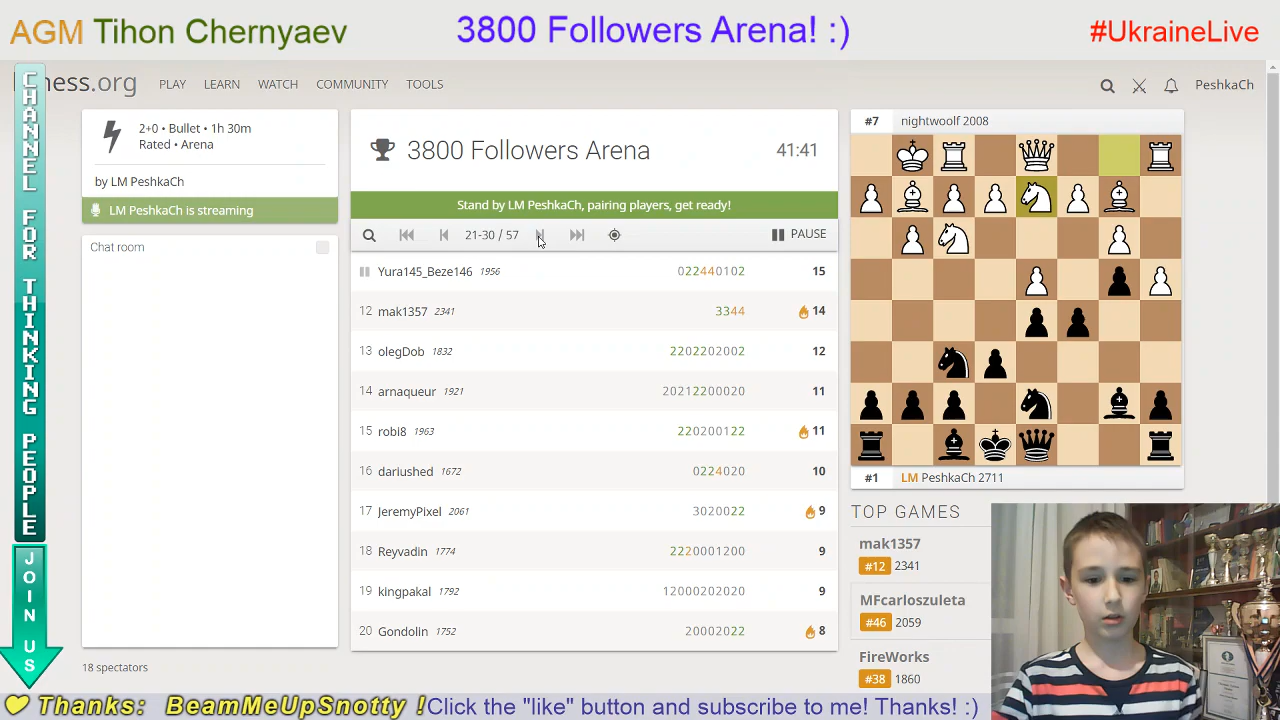 AGM Tihon Chernyaev
3800 Followers Arena! :)
#UkraineLive
CHANNEL FOR THINKING PEOPLE
JOIN US
hess.org
PLAY LEARN WATCH COMMUNITY TOOLS
PeshkaCh
2+0 • Bullet • 1h 30m
Rated • Arena
by LM PeshkaCh
LM PeshkaCh is streaming
Chat room
18 spectators
3800 Followers Arena
41:41
Stand by LM PeshkaCh, pairing players, get ready!
21-30 / 57
PAUSE
Yura145_Beze146 1956 022440102 15
12 mak1357 2341 3344 14
13 olegDob 1832 2202202002 12
14 arnaqueur 1921 20212200020 11
15 robi8 1963 220200122 11
16 dariushed 1672 0224020 10
17 JeremyPixel 2061 3020022 9
18 Reyvadin 1774 2220001200 9
19 kingpakal 1792 12000202020 9
20 Gondolin 1752 20002022 8
#7 nightwoolf 2008
#1 LM PeshkaCh 2711
TOP GAMES
mak1357
#12 2341
MFcarloszuleta
#46 2059
FireWorks
#38 1860
Thanks: BeamMeUpSnotty !
Click the "like" button and subscribe to me! Thanks! :)